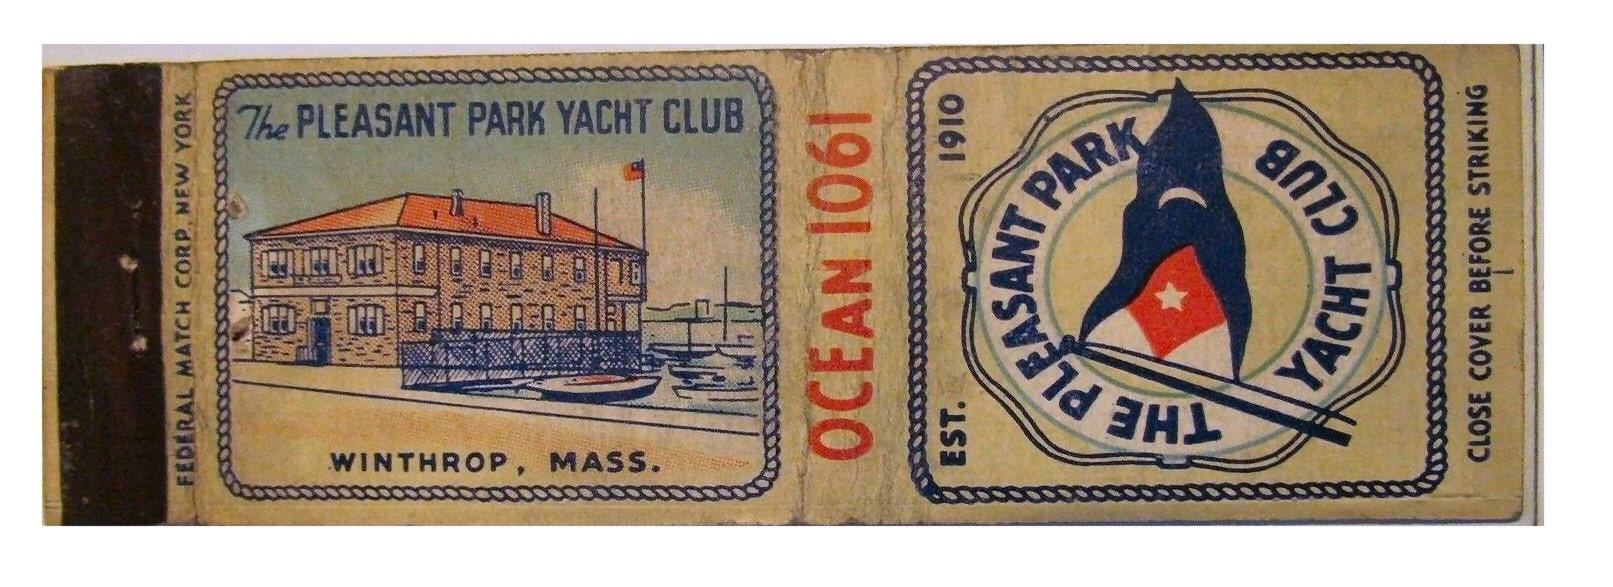 FEDERAL MATCH CORP. NEW YORK
The PLEASANT PARK YACHT CLUB
WINTHROP, MASS.
OCEAN 1061
EST. 1910
THE PLEASANT PARK
YACHT CLUB
CLOSE COVER BEFORE STRIKING